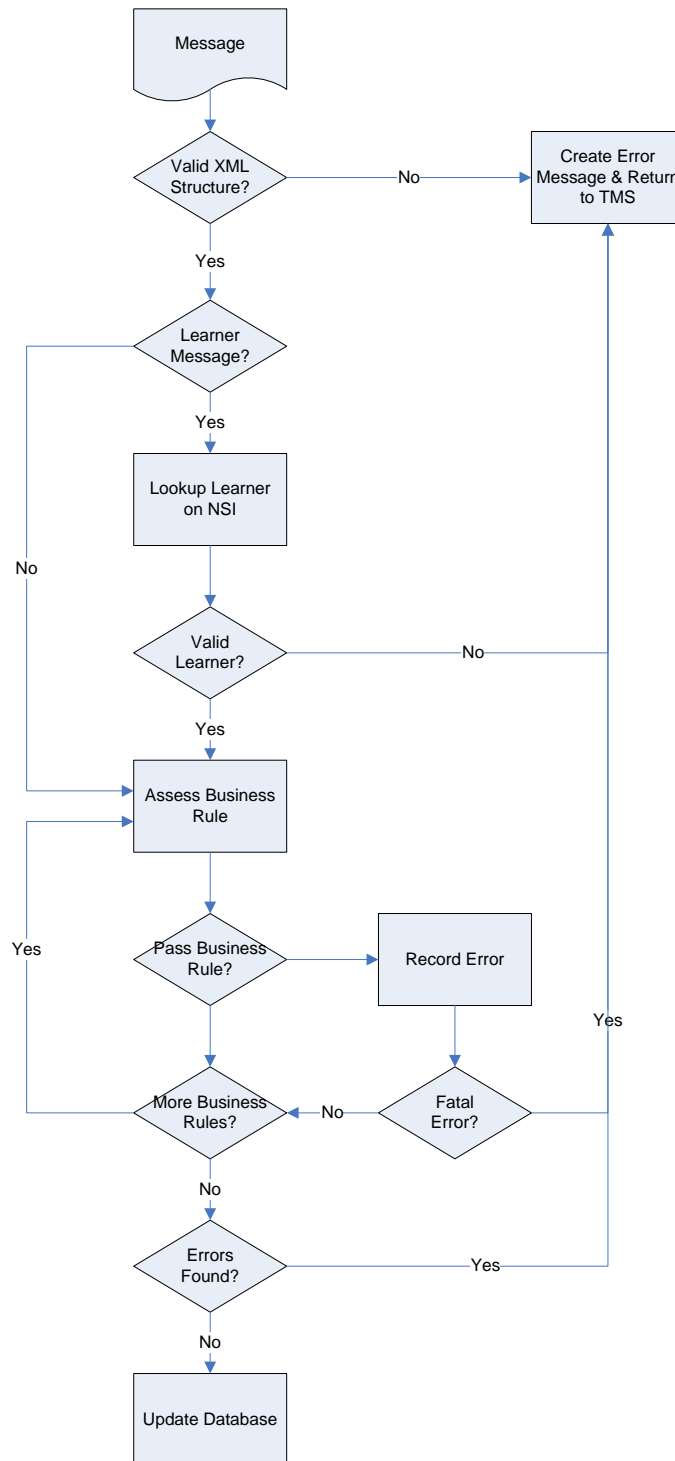 Message
Valid XML
Structure?
No
Create Error
Message & Return
to TMS
Yes
Learner
Message?
Yes
Lookup Learner
on NSI
No
Valid
Learner?
No
Yes
Assess Business
Rule
Yes
Pass Business
Rule?
Record Error
Yes
More Business
Rules?
No
Fatal
Error?
No
Errors
Found?
Yes
No
Update Database